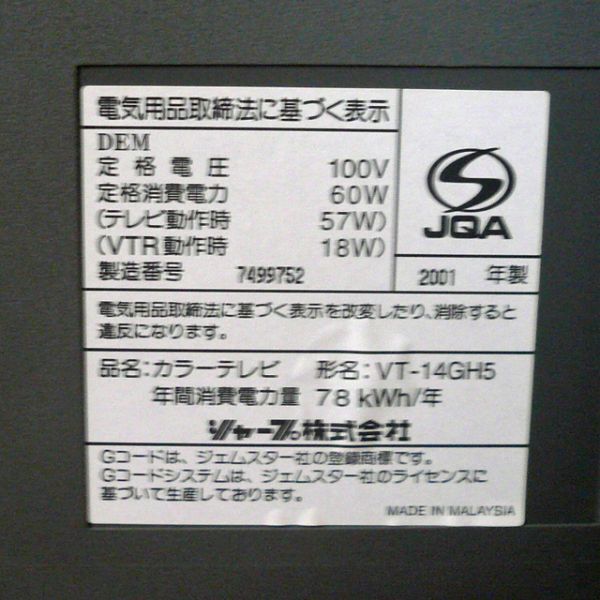 電気用品取締法に基づく表示
DEM
定格電圧 100V
定格消費電力 60W
(テレビ動作時 57W)
(VTR動作時 18W)
製造番号 7499752
JQA
2001 年製
電気用品取締法に基づく表示を改変したり、消除すると
違反になります。
品名:カラーテレビ 形名:VT-14GH5
年間消費電力量 78 kWh/年
シャープ株式会社
Gコードは、ジェムスター社の登録商標です。
Gコードシステムは、ジェムスター社のライセンスに
基づいて生産しております。
MADE IN MALAYSIA